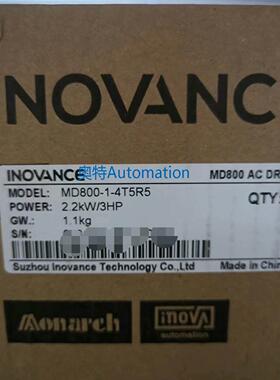 NOVANC
奥特Automation
INOVANCE MD800 AC DR
MODEL: MD800-1-4T5R5 QTY:
POWER: 2.2kW/3HP
GW.: 1.1kg
S/N:
Suzhou Inovance Technology Co.,Ltd Made in Chin
Monarch INOVA
automation